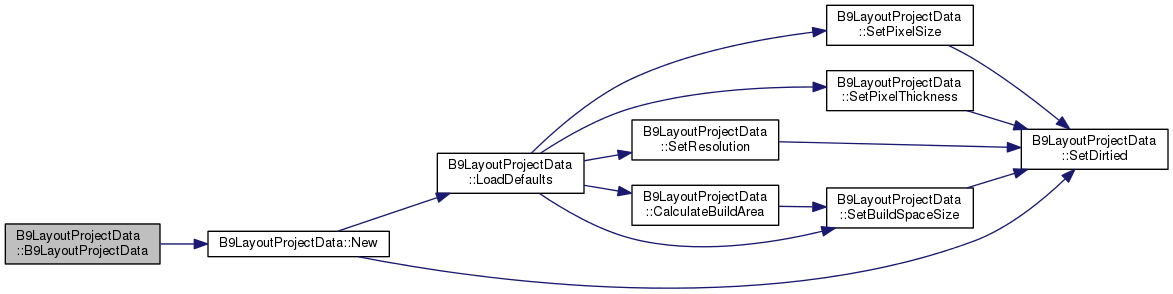 B9LayoutProjectData
::B9LayoutProjectData
B9LayoutProjectData::New
B9LayoutProjectData
::LoadDefaults
B9LayoutProjectData
::SetPixelSize
B9LayoutProjectData
::SetPixelThickness
B9LayoutProjectData
::SetResolution
B9LayoutProjectData
::CalculateBuildArea
B9LayoutProjectData
::SetBuildSpaceSize
B9LayoutProjectData
::SetDirtied